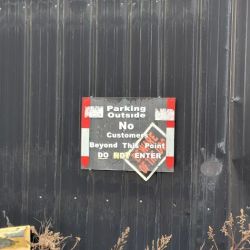 Parking
Outside
No
Customers
Beyond This Point
DO NOT ENTER